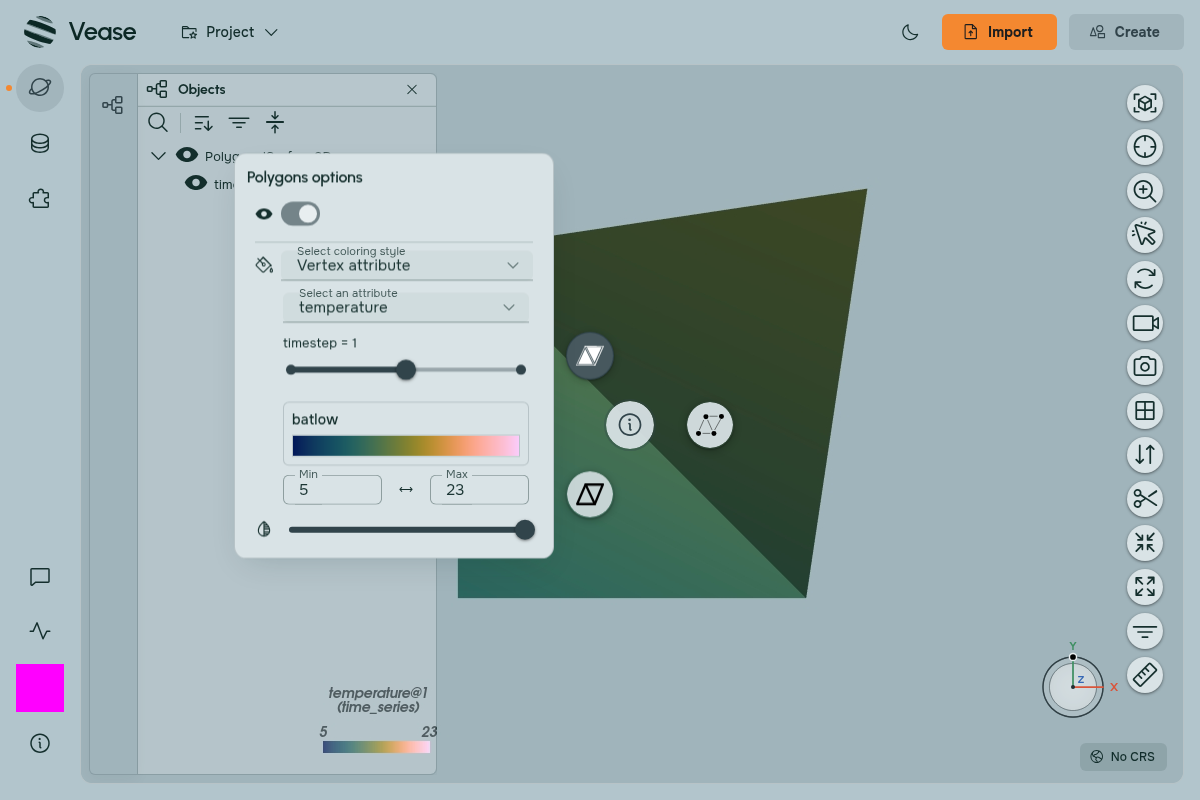 Vease
Project
Import
Create
Objects
Polygons options
Select coloring style
Vertex attribute
Select an attribute
temperature
timestep = 1
batlow
Min
Max
5
23
temperature@1
(time_series)
5
23
Y
Z
X
No CRS